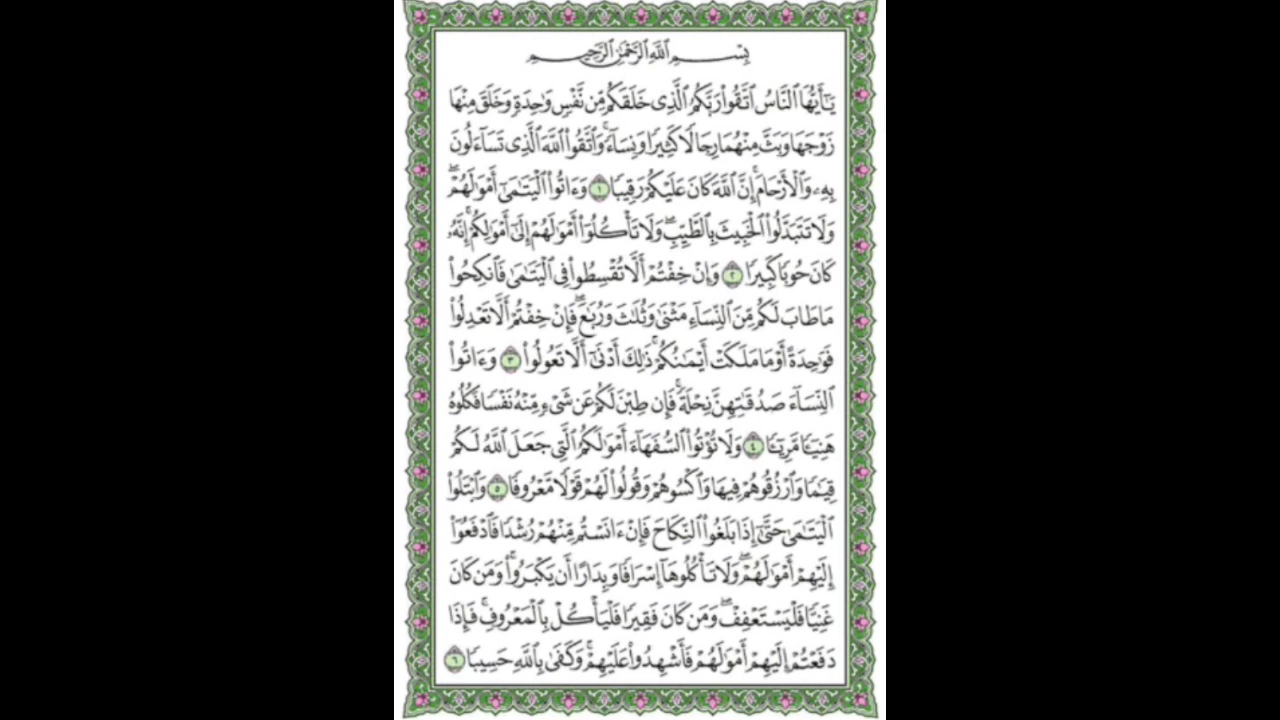 بِسْمِ ٱللَّهِ ٱلرَّحْمَٰنِ ٱلرَّحِيمِ
يَٰٓأَيُّهَا ٱلنَّاسُ ٱتَّقُوا۟ رَبَّكُمُ ٱلَّذِى خَلَقَكُم مِّن نَّفْسٍ وَٰحِدَةٍ وَخَلَقَ مِنْهَا
زَوْجَهَا وَبَثَّ مِنْهُمَا رِجَالًا كَثِيرًا وَنِسَآءً ۚ وَٱتَّقُوا۟ ٱللَّهَ ٱلَّذِى تَسَآءَلُونَ
بِهِۦ وَٱلْأَرْحَامَ ۚ إِنَّ ٱللَّهَ كَانَ عَلَيْكُمْ رَقِيبًا ١ وَءَاتُوا۟ ٱلْيَتَٰمَىٰٓ أَمْوَٰلَهُمْ ۖ
وَلَا تَتَبَدَّلُوا۟ ٱلْخَبِيثَ بِٱلطَّيِّبِ ۖ وَلَا تَأْكُلُوٓا۟ أَمْوَٰلَهُمْ إِلَىٰٓ أَمْوَٰلِكُمْ ۚ إِنَّهُۥ
كَانَ حُوبًا كَبِيرًا ٢ وَإِنْ خِفْتُمْ أَلَّا تُقْسِطُوا۟ فِى ٱلْيَتَٰمَىٰ فَٱنكِحُوا۟
مَا طَابَ لَكُم مِّنَ ٱلنِّسَآءِ مَثْنَىٰ وَثُلَٰثَ وَرُبَٰعَ ۖ فَإِنْ خِفْتُمْ أَلَّا تَعْدِلُوا۟
فَوَٰحِدَةً أَوْ مَا مَلَكَتْ أَيْمَٰنُكُمْ ۚ ذَٰلِكَ أَدْنَىٰٓ أَلَّا تَعُولُوا۟ ٣ وَءَاتُوا۟
ٱلنِّسَآءَ صَدُقَٰتِهِنَّ نِحْلَةً ۚ فَإِن طِبْنَ لَكُمْ عَن شَىْءٍ مِّنْهُ نَفْسًا فَكُلُوهُ
هَنِيٓـًٔا مَّرِيٓـًٔا ٤ وَلَا تُؤْتُوا۟ ٱلسُّفَهَآءَ أَمْوَٰلَكُمُ ٱلَّتِى جَعَلَ ٱللَّهُ لَكُمْ
قِيَٰمًا وَٱرْزُقُوهُمْ فِيهَا وَٱكْسُوهُمْ وَقُولُوا۟ لَهُمْ قَوْلًا مَّعْرُوفًا ٥ وَٱبْتَلُوا۟
ٱلْيَتَٰمَىٰ حَتَّىٰٓ إِذَا بَلَغُوا۟ ٱلنِّكَاحَ فَإِنْ ءَانَسْتُم مِّنْهُمْ رُشْدًا فَٱدْفَعُوٓا۟
إِلَيْهِمْ أَمْوَٰلَهُمْ ۖ وَلَا تَأْكُلُوهَآ إِسْرَافًا وَبِدَارًا أَن يَكْبَرُوا۟ ۚ وَمَن كَانَ
غَنِيًّا فَلْيَسْتَعْفِفْ ۖ وَمَن كَانَ فَقِيرًا فَلْيَأْكُلْ بِٱلْمَعْرُوفِ ۚ فَإِذَا
دَفَعْتُمْ إِلَيْهِمْ أَمْوَٰلَهُمْ فَأَشْهِدُوا۟ عَلَيْهِمْ ۚ وَكَفَىٰ بِٱللَّهِ حَسِيبًا ٦